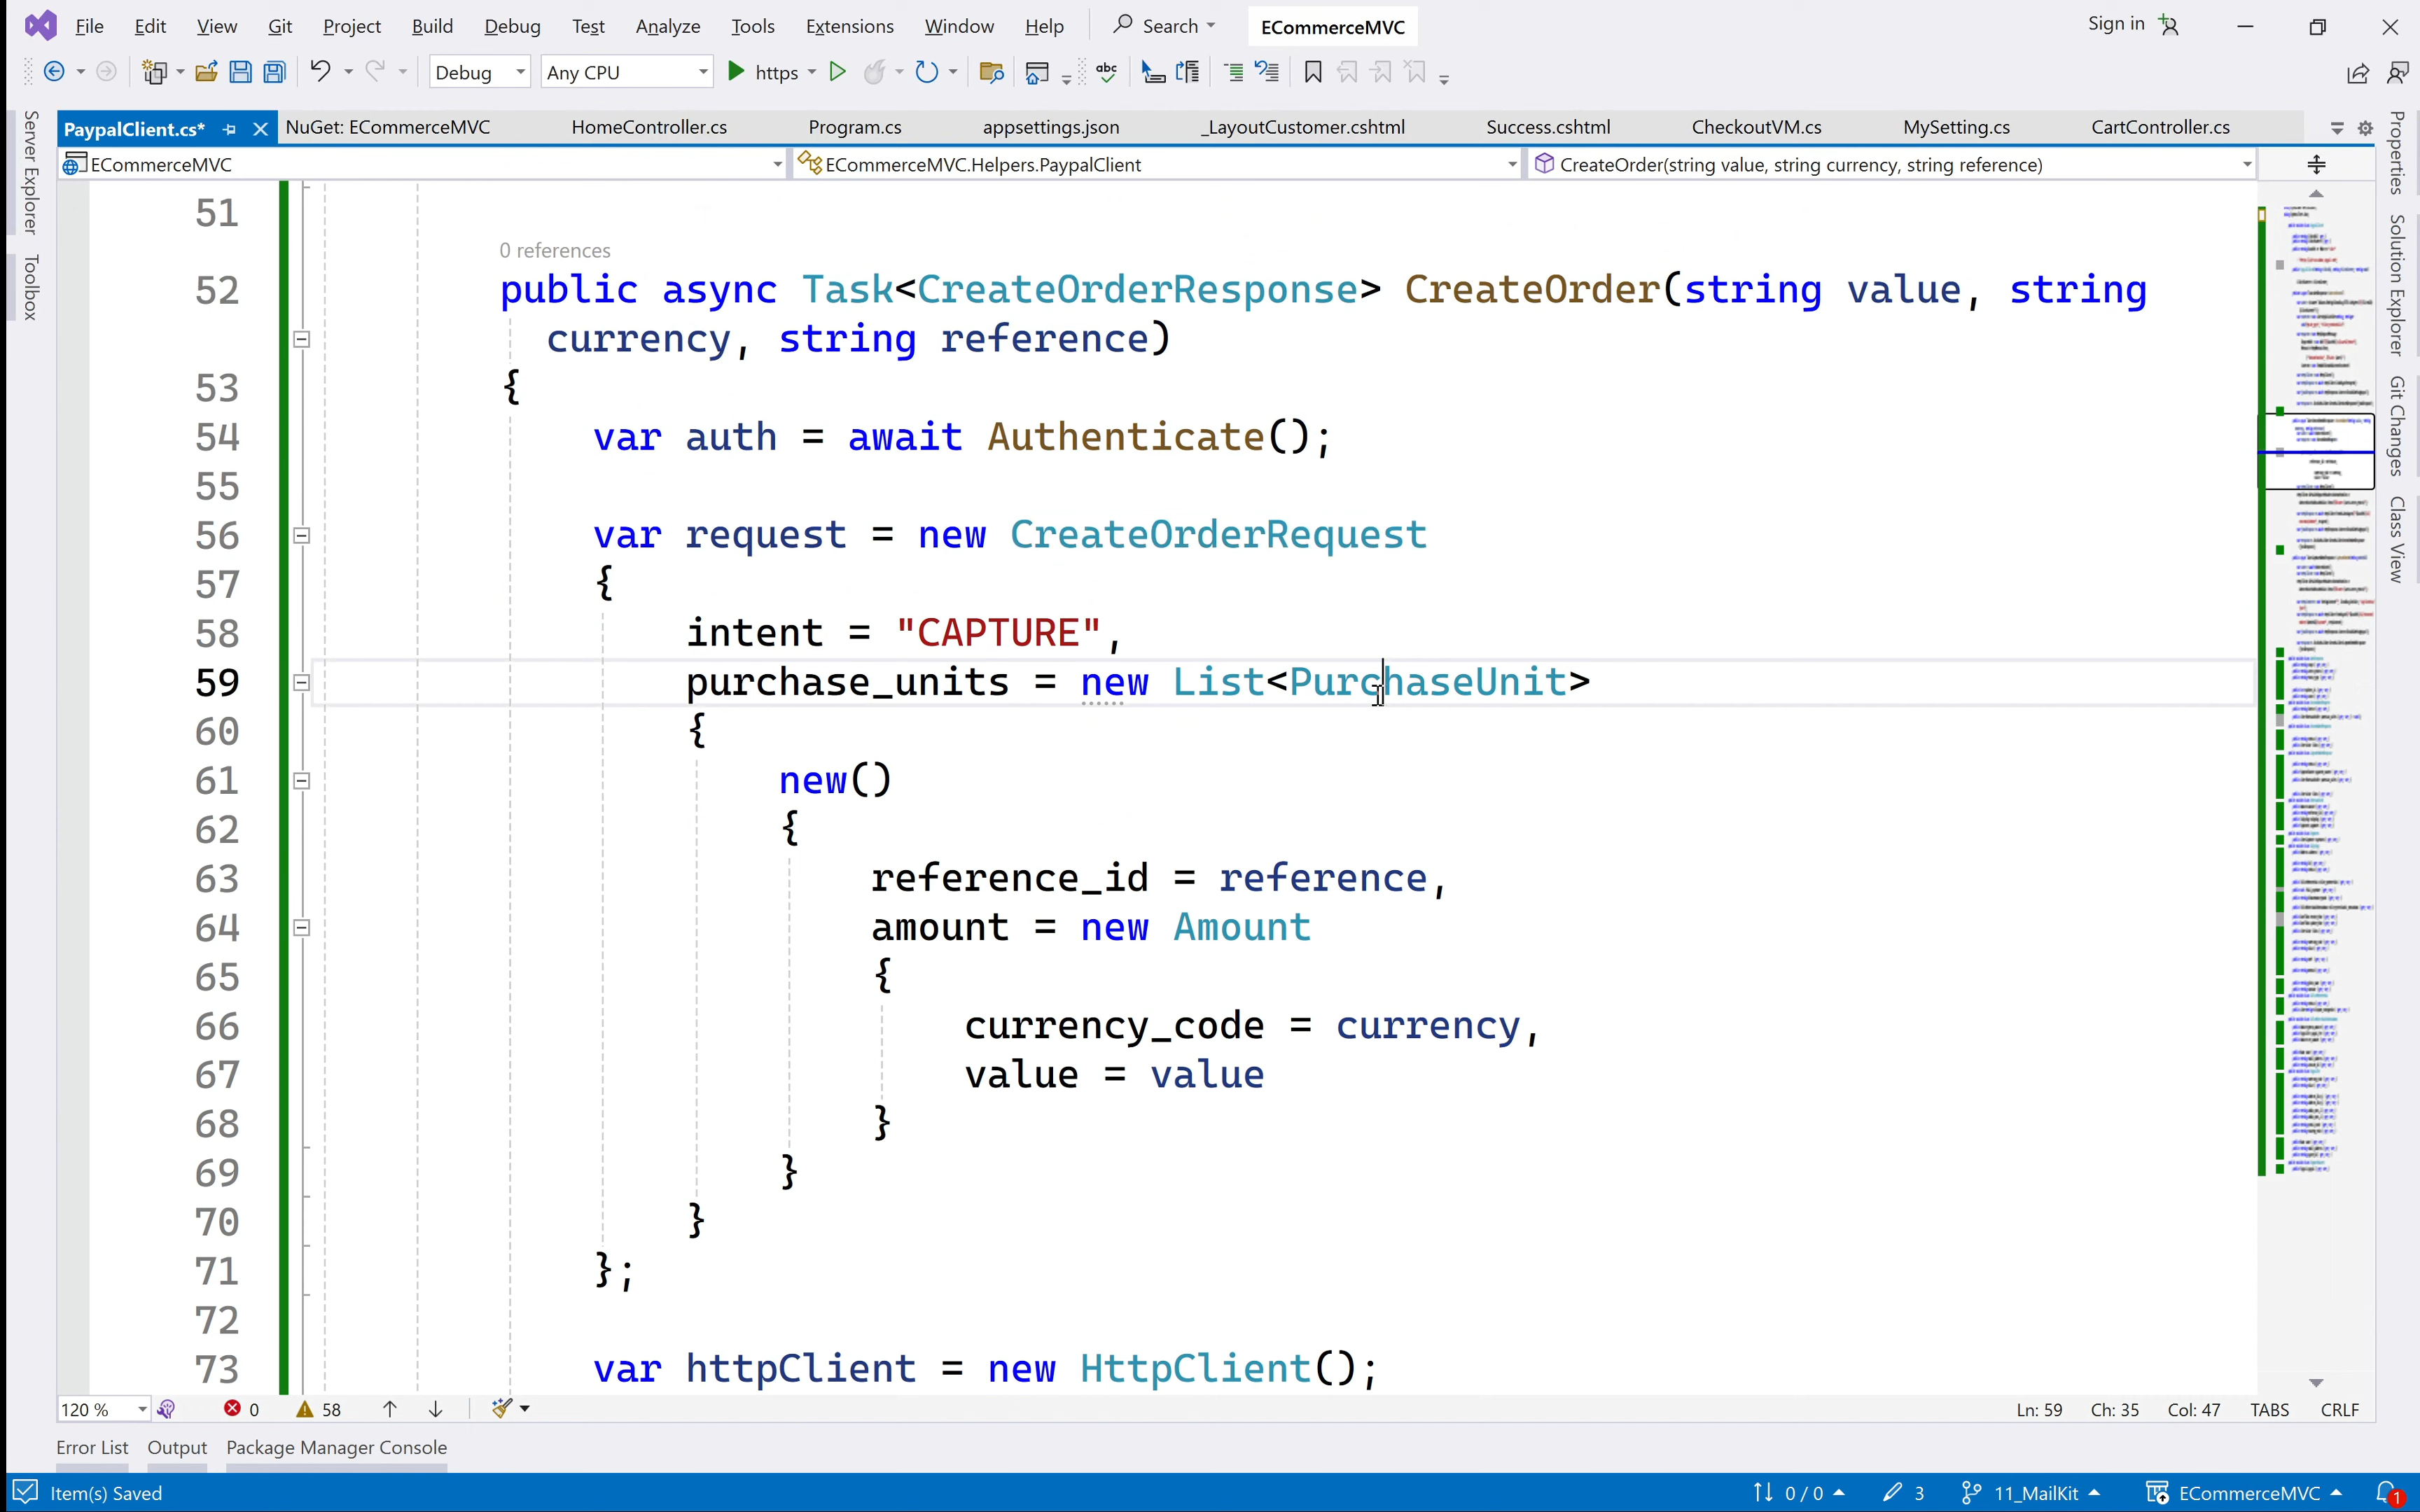 File Edit View Git Project Build Debug Test Analyze Tools Extensions Window Help Search ECommerceMVC Sign in
Debug Any CPU https abc
PaypalClient.cs* NuGet: ECommerceMVC HomeController.cs Program.cs appsettings.json _LayoutCustomer.cshtml Success.cshtml CheckoutVM.cs MySetting.cs CartController.cs
ECommerceMVC ECommerceMVC.Helpers.PaypalClient CreateOrder(string value, string currency, string reference)
Server Explorer
Toolbox
51
0 references
52 public async Task<CreateOrderResponse> CreateOrder(string value, string
currency, string reference)
53 {
54 var auth = await Authenticate();
55
56 var request = new CreateOrderRequest
57 {
58 intent = "CAPTURE",
59 purchase_units = new List<PurchaseUnit>
60 {
61 new()
62 {
63 reference_id = reference,
64 amount = new Amount
65 {
66 currency_code = currency,
67 value = value
68 }
69 }
70 }
71 };
72
73 var httpClient = new HttpClient();
Properties
Solution Explorer
Git Changes
Class View
120 % 0 58 Ln: 59 Ch: 35 Col: 47 TABS CRLF
Error List Output Package Manager Console
Item(s) Saved 0 / 0 3 11_MailKit ECommerceMVC 1